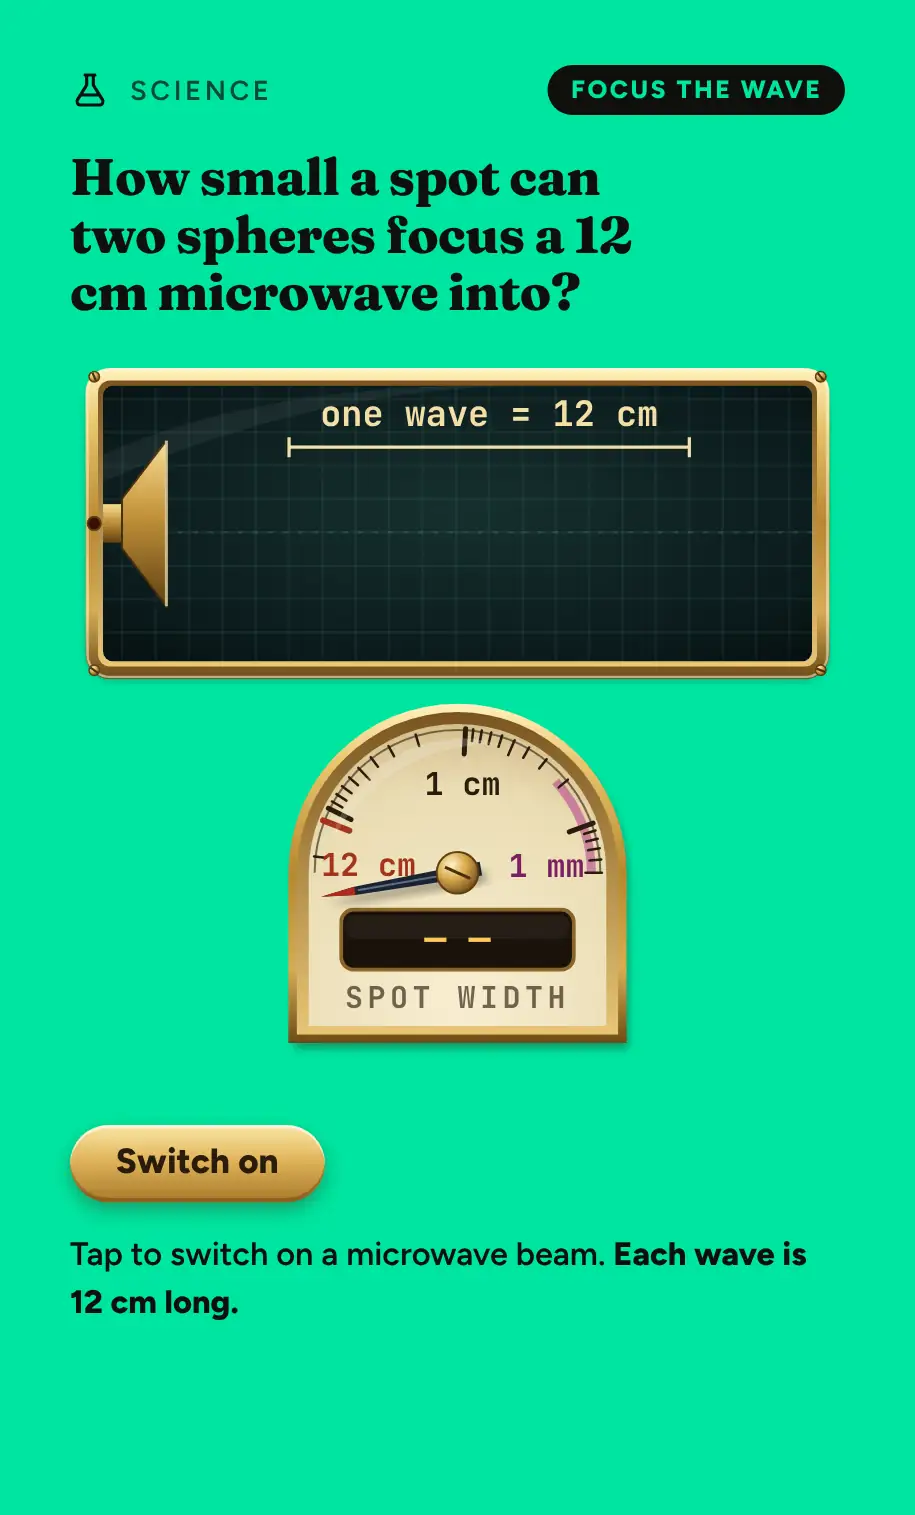 SCIENCE
FOCUS THE WAVE
How small a spot can
two spheres focus a 12
cm microwave into?
one wave = 12 cm
1 cm
12 cm
1 mm
– –
SPOT WIDTH
Switch on
Tap to switch on a microwave beam. Each wave is
12 cm long.